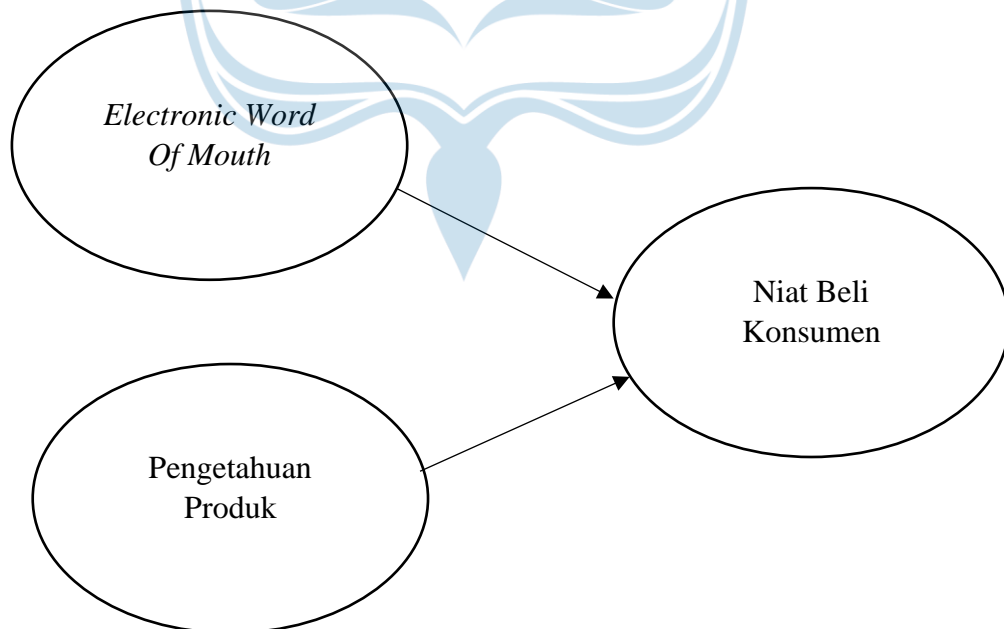 Electronic Word
Of Mouth
Niat Beli
Konsumen
Pengetahuan
Produk